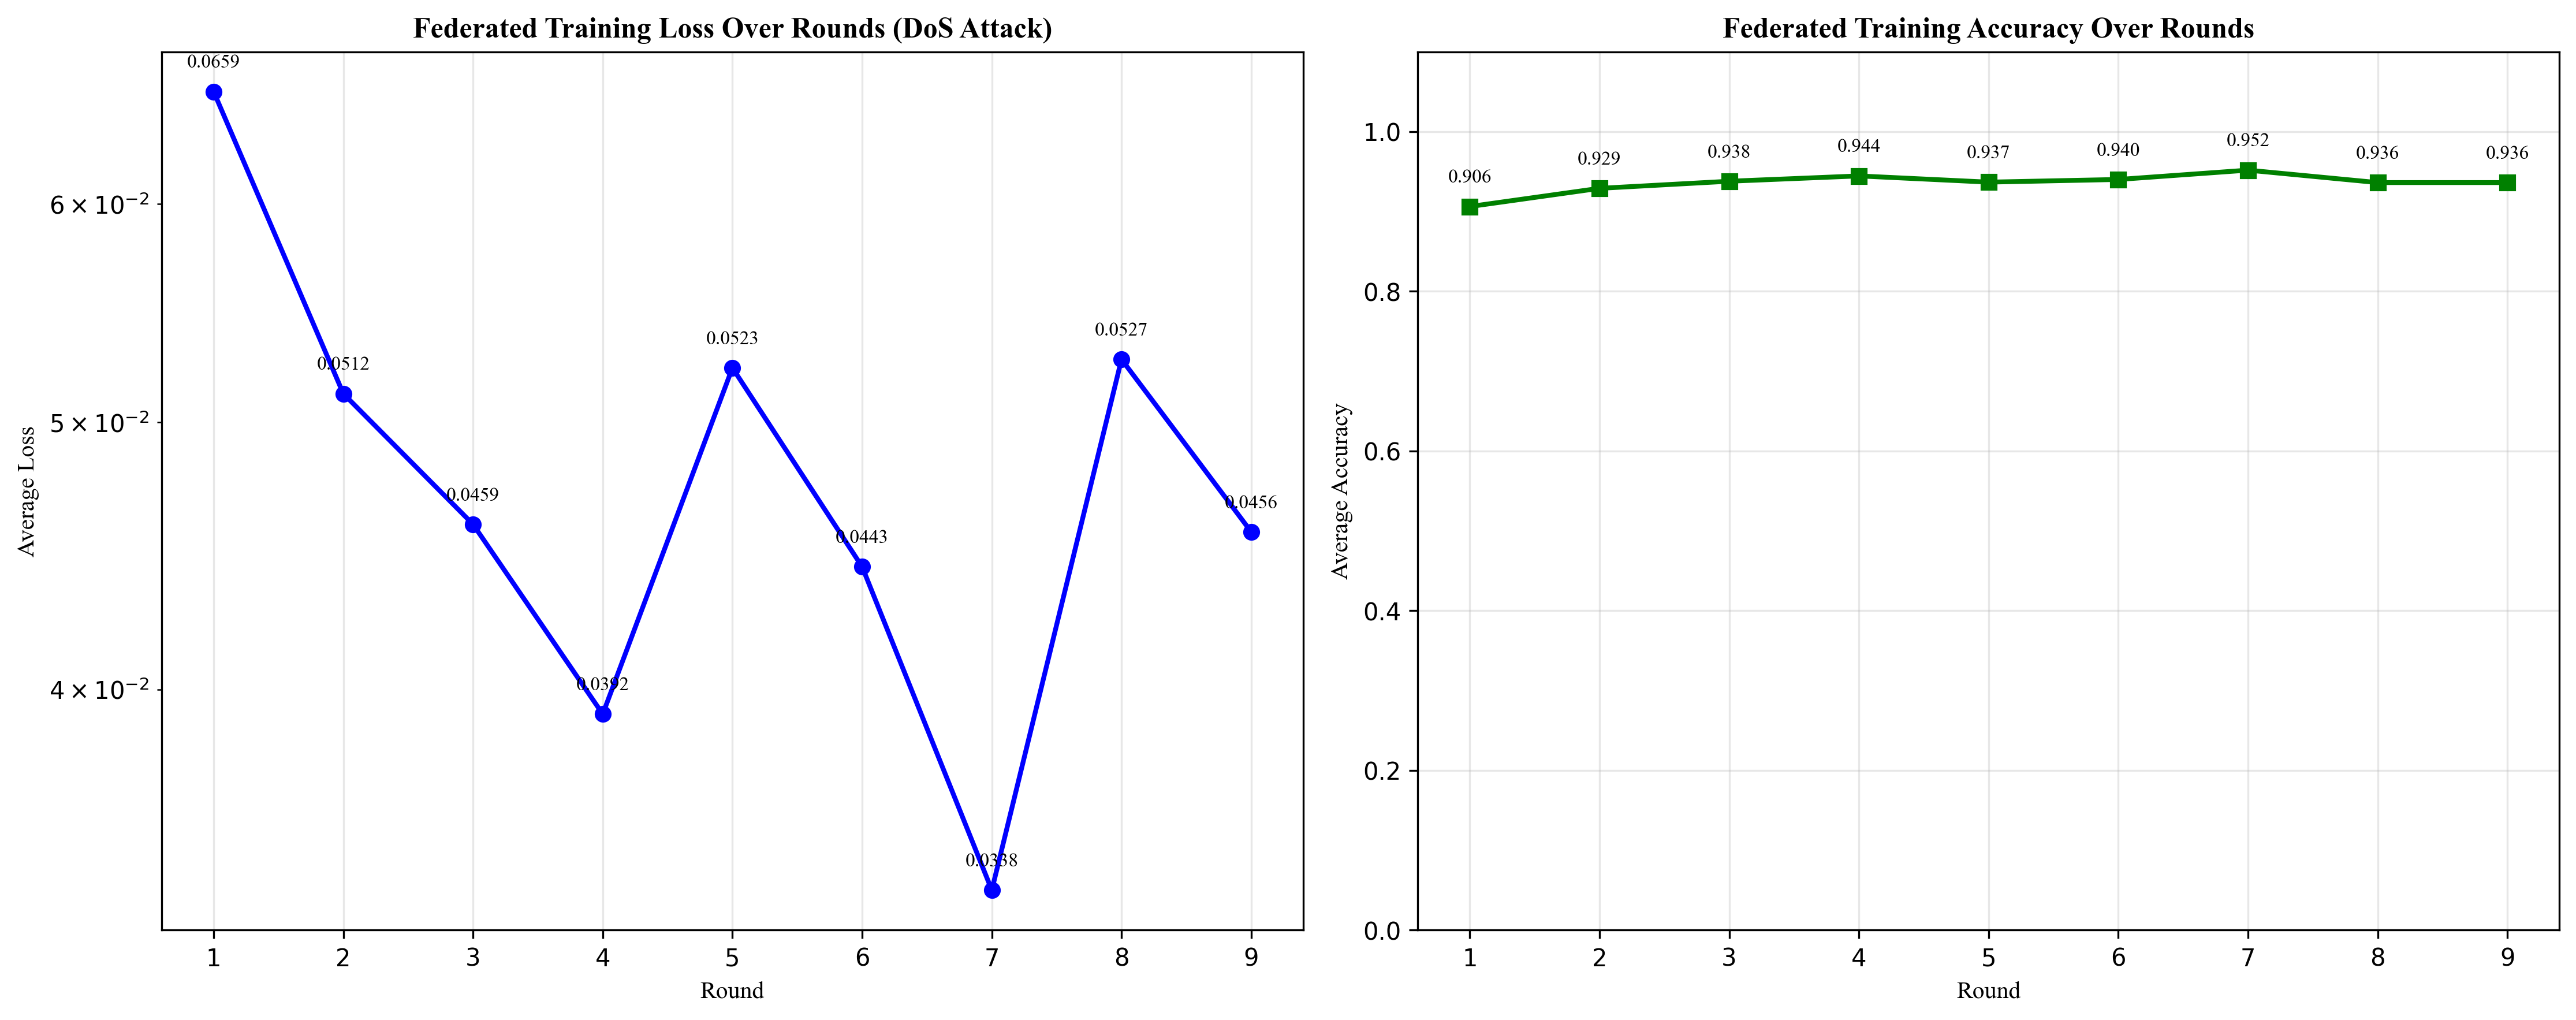 Federated Training Loss Over Rounds (DoS Attack)
0.0659
6 × 10⁻²
0.0523
0.0527
0.0512
5 × 10⁻²
0.0459
0.0456
0.0443
4 × 10⁻²
0.0392
0.0338
Average Loss
1 2 3 4 5 6 7 8 9
Round
Federated Training Accuracy Over Rounds
1.0
0.906 0.929 0.938 0.944 0.937 0.940 0.952 0.936 0.936
0.8
0.6
0.4
0.2
0.0
Average Accuracy
1 2 3 4 5 6 7 8 9
Round